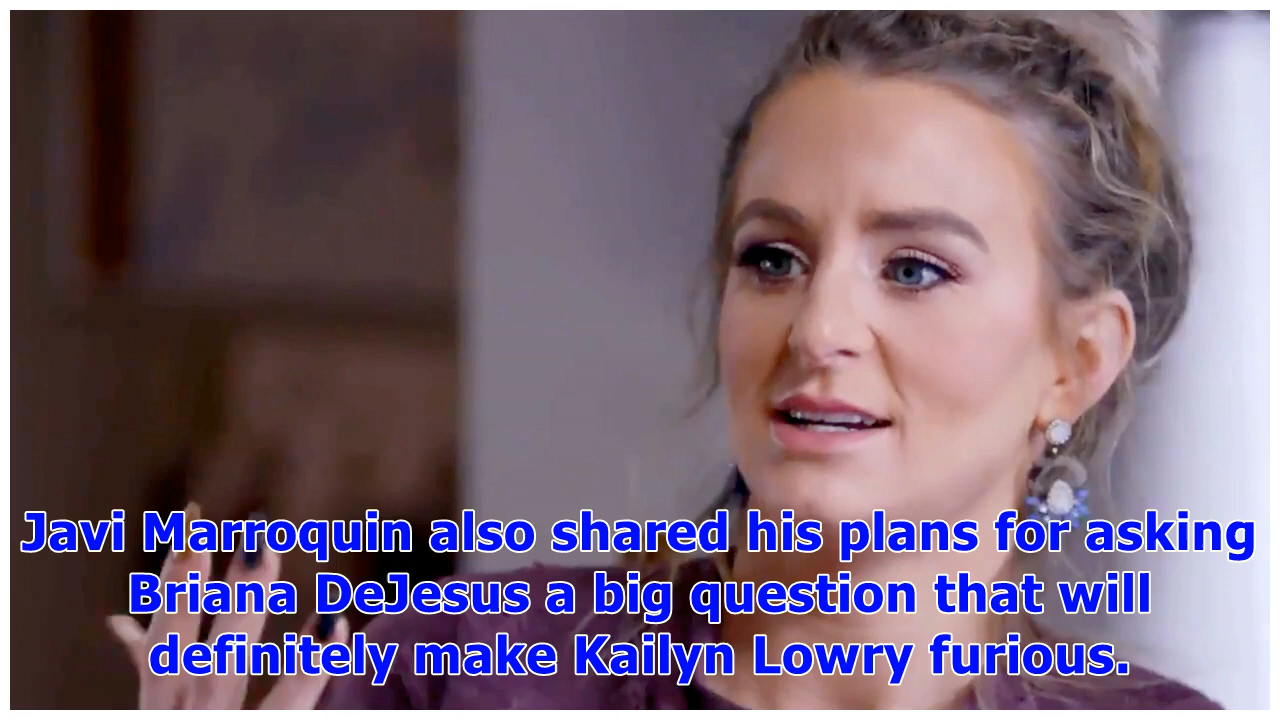 Javi Marroquin also shared his plans for asking
Briana DeJesus a big question that will
definitely make Kailyn Lowry furious.